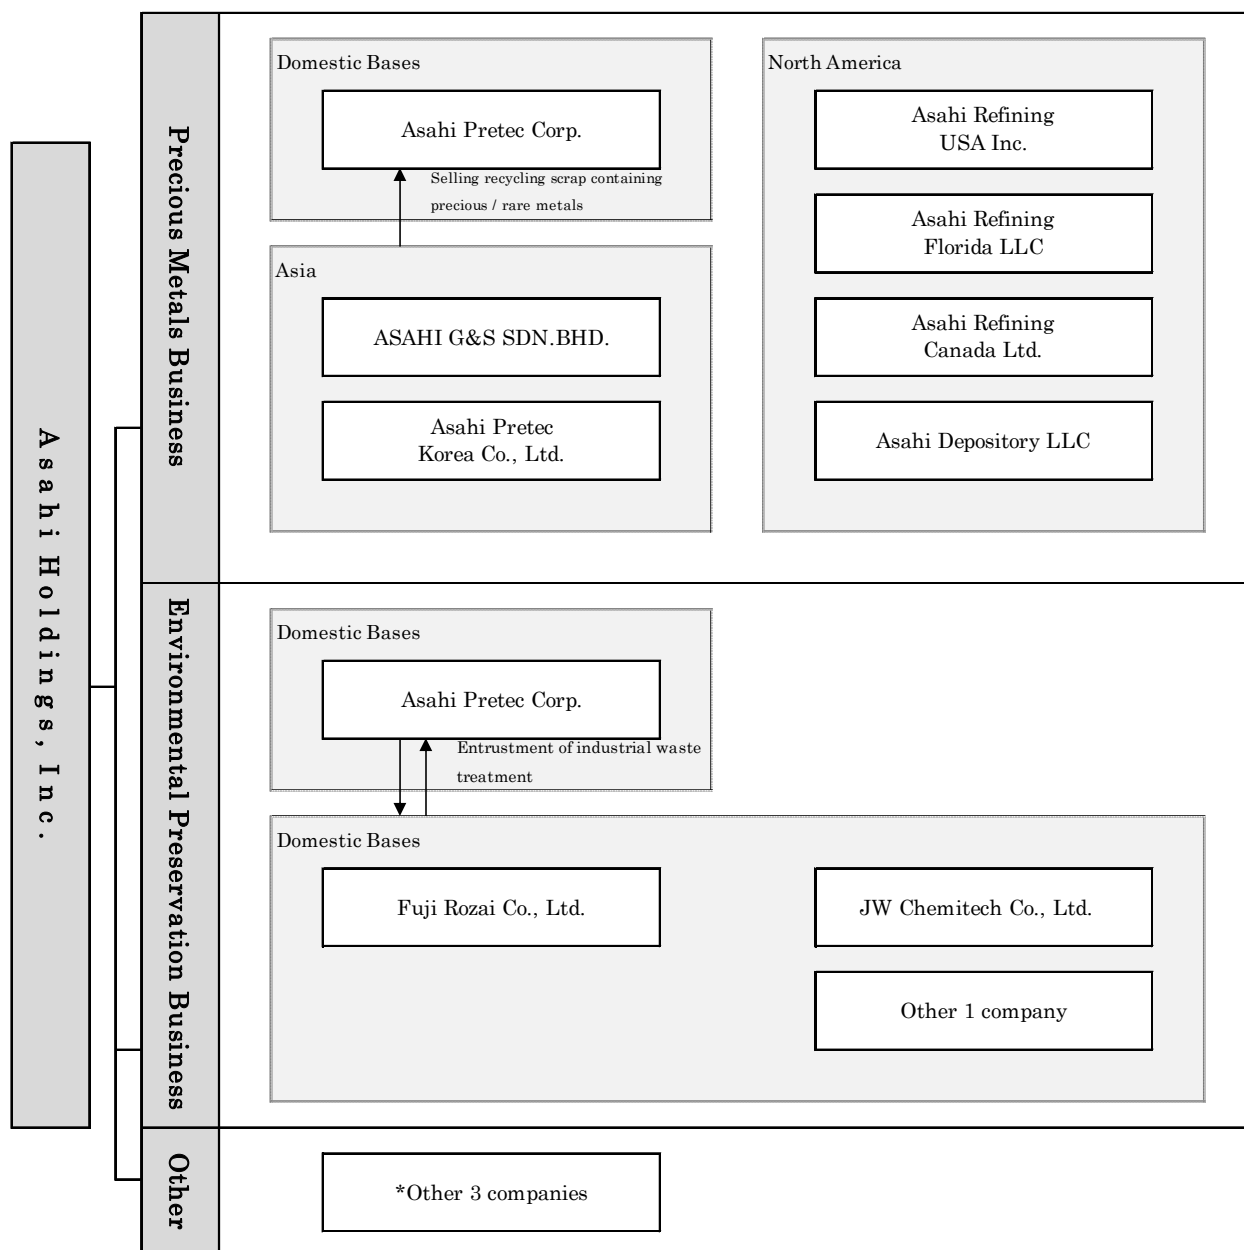 Asahi Holdings, Inc.
Precious Metals Business
Domestic Bases
Asahi Pretec Corp.
Selling recycling scrap containing
precious / rare metals
Asia
ASAHI G&S SDN.BHD.
Asahi Pretec
Korea Co., Ltd.
North America
Asahi Refining
USA Inc.
Asahi Refining
Florida LLC
Asahi Refining
Canada Ltd.
Asahi Depository LLC
Environmental Preservation Business
Domestic Bases
Asahi Pretec Corp.
Entrustment of industrial waste
treatment
Domestic Bases
Fuji Rozai Co., Ltd.
JW Chemitech Co., Ltd.
Other 1 company
Other
*Other 3 companies